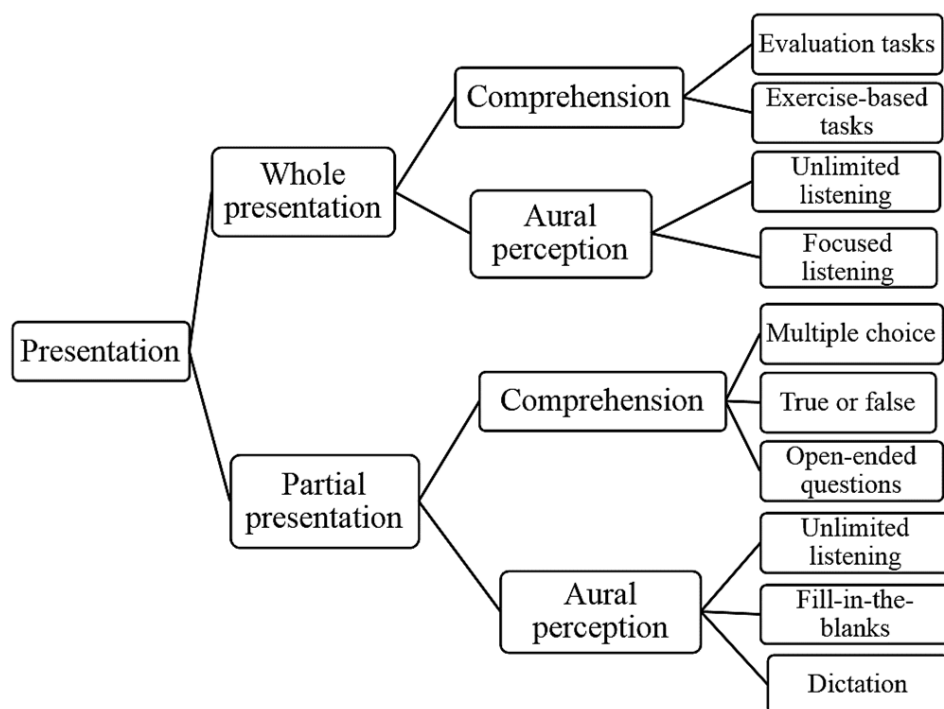 Evaluation tasks
Comprehension
Exercise-based
tasks
Whole
presentation
Unlimited
listening
Aural
perception
Focused
listening
Presentation
Multiple choice
Comprehension
True or false
Open-ended
questions
Partial
presentation
Unlimited
listening
Aural
perception
Fill-in-the-
blanks
Dictation